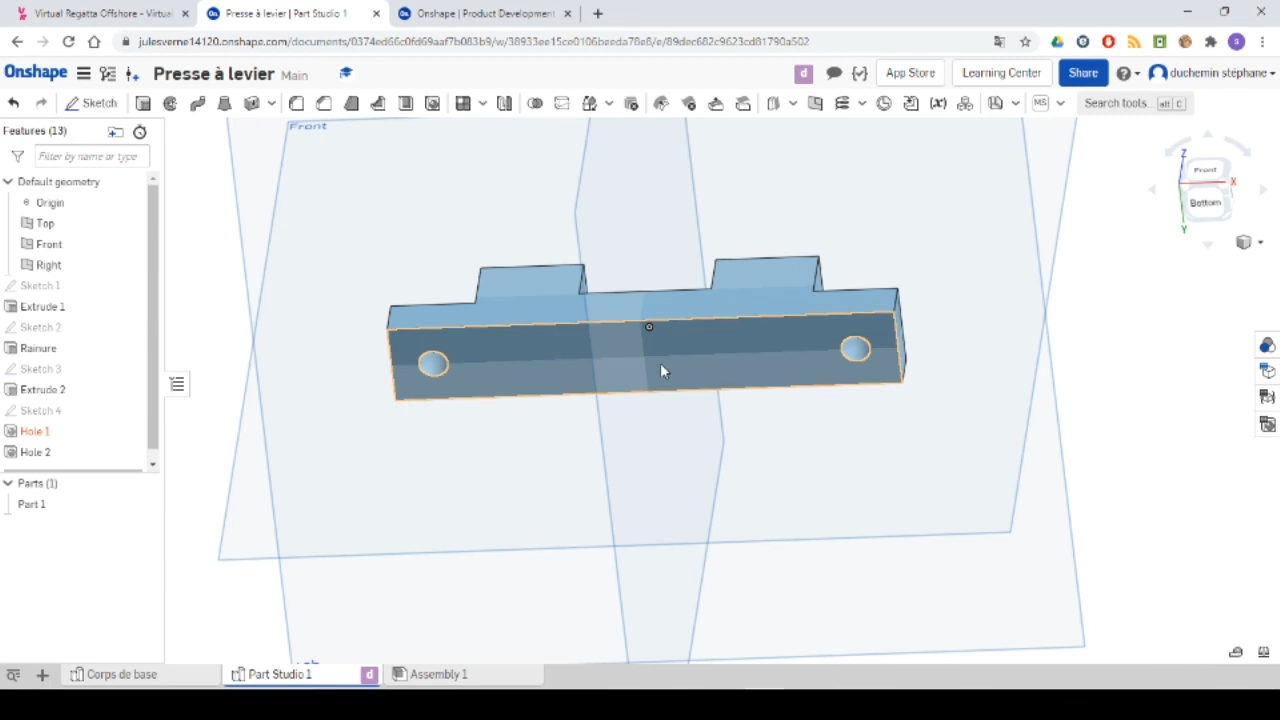 Virtual Regatta Offshore - Virtual
Presse à levier | Part Studio 1
Onshape | Product Development
julesverne14120.onshape.com/documents/0374ed66c0fd69aaf7b083b9/w/38933ee15ce0106beeda78e8/e/89dec682c9623cd81790a502
Onshape
Presse à levier
Main
d
App Store
Learning Center
Share
duchemin stéphane
Sketch
MS
Search tools...
alt
C
Features (13)
Filter by name or type
Default geometry
Origin
Top
Front
Right
Sketch 1
Extrude 1
Sketch 2
Rainure
Sketch 3
Extrude 2
Sketch 4
Hole 1
Hole 2
Parts (1)
Part 1
Front
Z
Front
X
Bottom
Y
Corps de base
Part Studio 1
d
Assembly 1